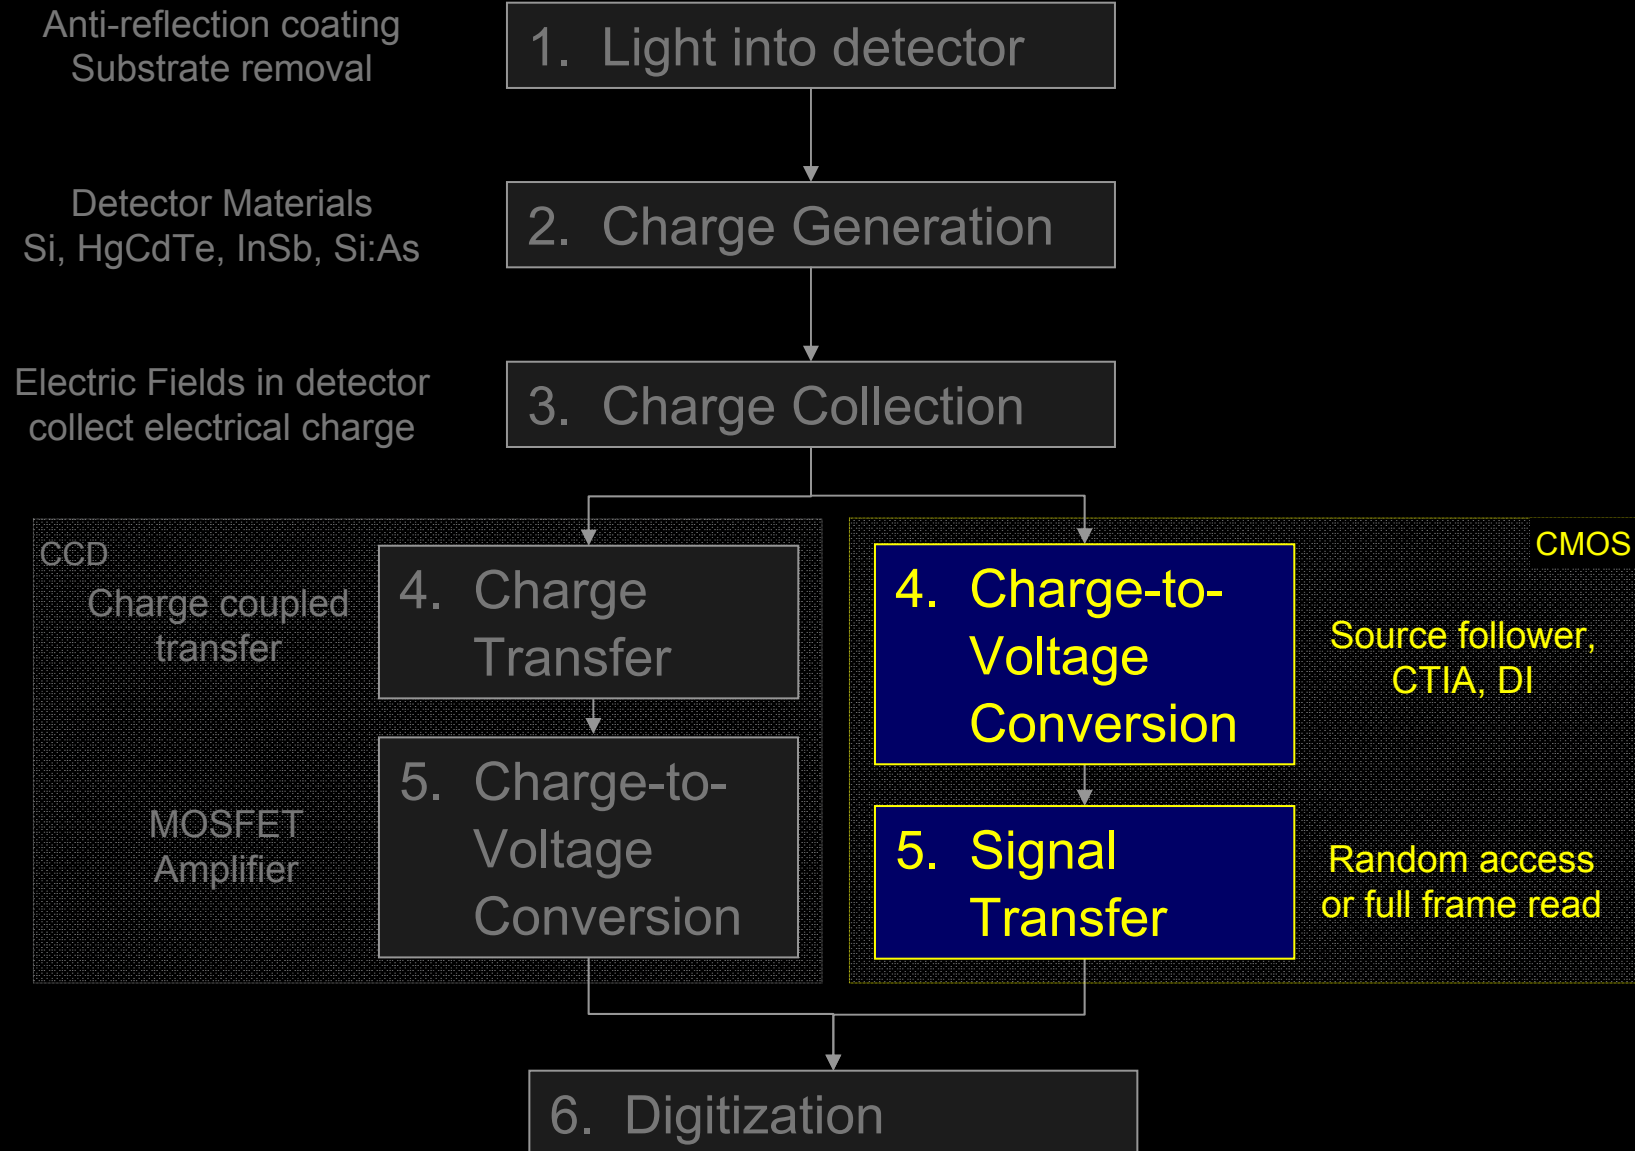 Anti-reflection coating
Substrate removal
1. Light into detector
Detector Materials
Si, HgCdTe, InSb, Si:As
2. Charge Generation
Electric Fields in detector
collect electrical charge
3. Charge Collection
CCD
Charge coupled
transfer
4. Charge
Transfer
MOSFET
Amplifier
5. Charge-to-
Voltage
Conversion
CMOS
4. Charge-to-
Voltage
Conversion
Source follower,
CTIA, DI
5. Signal
Transfer
Random access
or full frame read
6. Digitization